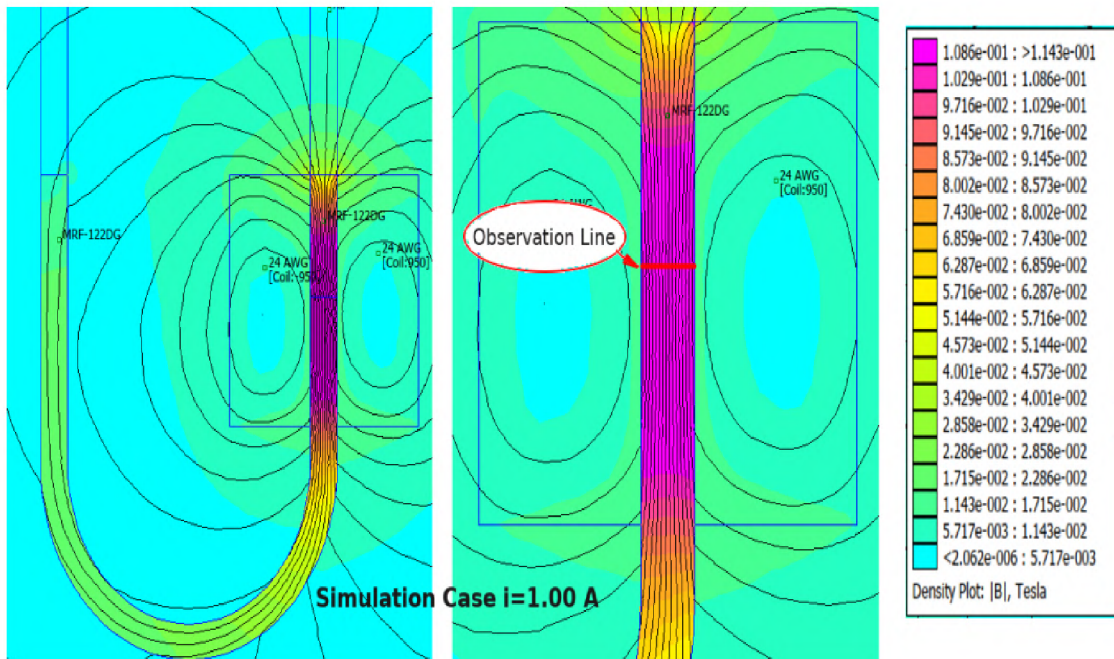 MRF-122DG
MRF-122DG
24 AWG
[Coil:-950]
24 AWG
[Coil:950]
MRF-122DG
24 AWG
[Coil:950]
Observation Line
Simulation Case i=1.00 A
1.086e-001 : >1.143e-001
1.029e-001 : 1.086e-001
9.716e-002 : 1.029e-001
9.145e-002 : 9.716e-002
8.573e-002 : 9.145e-002
8.002e-002 : 8.573e-002
7.430e-002 : 8.002e-002
6.859e-002 : 7.430e-002
6.287e-002 : 6.859e-002
5.716e-002 : 6.287e-002
5.144e-002 : 5.716e-002
4.573e-002 : 5.144e-002
4.001e-002 : 4.573e-002
3.429e-002 : 4.001e-002
2.858e-002 : 3.429e-002
2.286e-002 : 2.858e-002
1.715e-002 : 2.286e-002
1.143e-002 : 1.715e-002
5.717e-003 : 1.143e-002
<2.062e-006 : 5.717e-003
Density Plot: |B|, Tesla